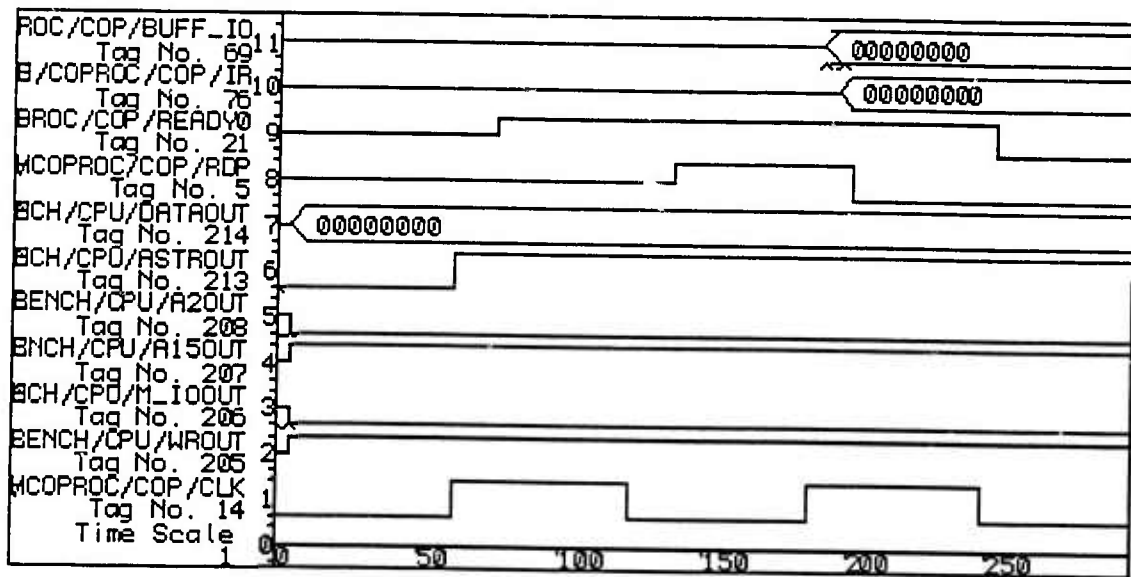 ROC/COP/BUFF_IO 11 00000000
Tag No. 69
B/COPROC/COP/IR 10 00000000
Tag No. 76
BROC/COP/READY0 9
Tag No. 21
MCOPROC/COP/RDP 8
Tag No. 5
BCH/CPU/DATAOUT 7 00000000
Tag No. 214
BCH/CPU/ASTROUT 6
Tag No. 213
BENCH/CPU/A2OUT 5
Tag No. 208
ENCH/CPU/A15OUT 4
Tag No. 207
BCH/CPU/M_IOOUT 3
Tag No. 206
BENCH/CPU/WROUT 2
Tag No. 205
MCOPROC/COP/CLK 1
Tag No. 14
Time Scale 0
1 0 50 100 150 200 250